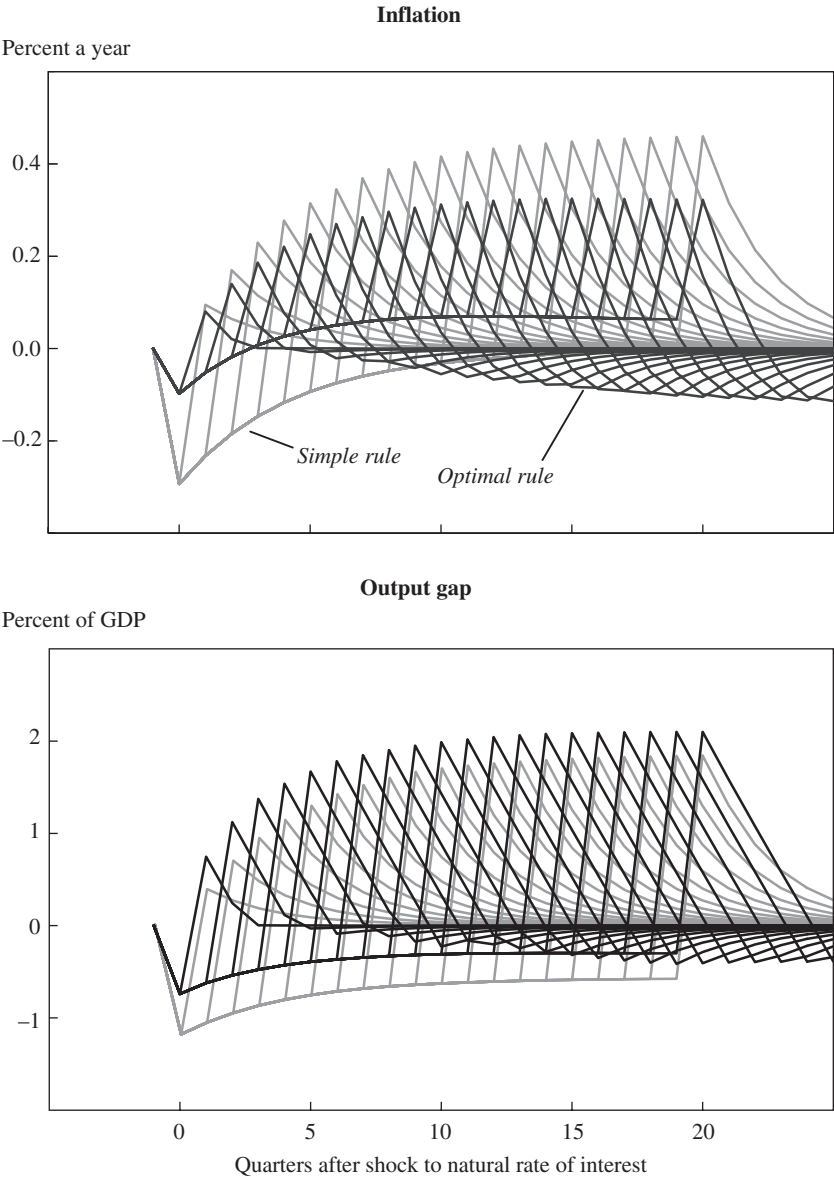 Inflation
Percent a year
0.4
0.2
0.0
–0.2
Simple rule
Optimal rule
Output gap
Percent of GDP
2
1
0
–1
0 5 10 15 20
Quarters after shock to natural rate of interest